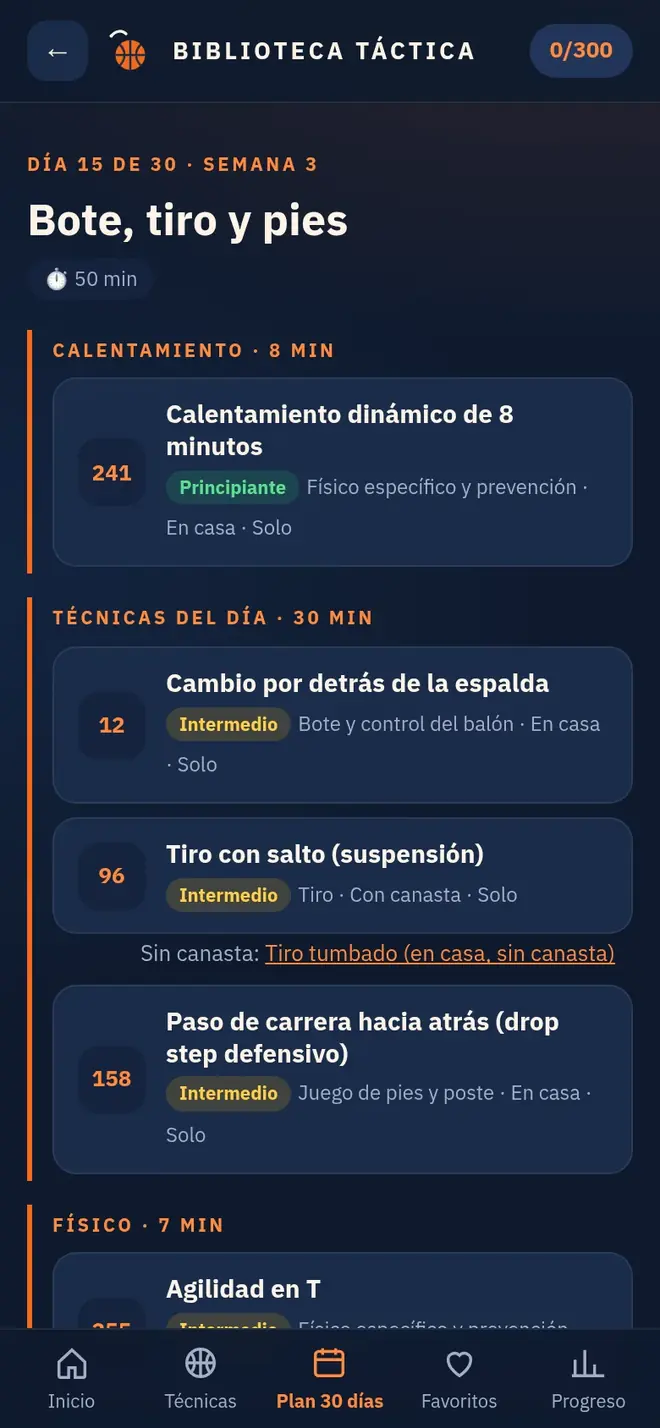 ←
BIBLIOTECA TÁCTICA
0/300
DÍA 15 DE 30 · SEMANA 3
Bote, tiro y pies
50 min
CALENTAMIENTO · 8 MIN
241
Calentamiento dinámico de 8
minutos
Principiante Físico específico y prevención ·
En casa · Solo
TÉCNICAS DEL DÍA · 30 MIN
12
Cambio por detrás de la espalda
Intermedio Bote y control del balón · En casa
· Solo
96
Tiro con salto (suspensión)
Intermedio Tiro · Con canasta · Solo
Sin canasta: Tiro tumbado (en casa, sin canasta)
158
Paso de carrera hacia atrás (drop
step defensivo)
Intermedio Juego de pies y poste · En casa ·
Solo
FÍSICO · 7 MIN
Agilidad en T
Intermedio Físico específico y prevención
Inicio
Técnicas
Plan 30 días
Favoritos
Progreso